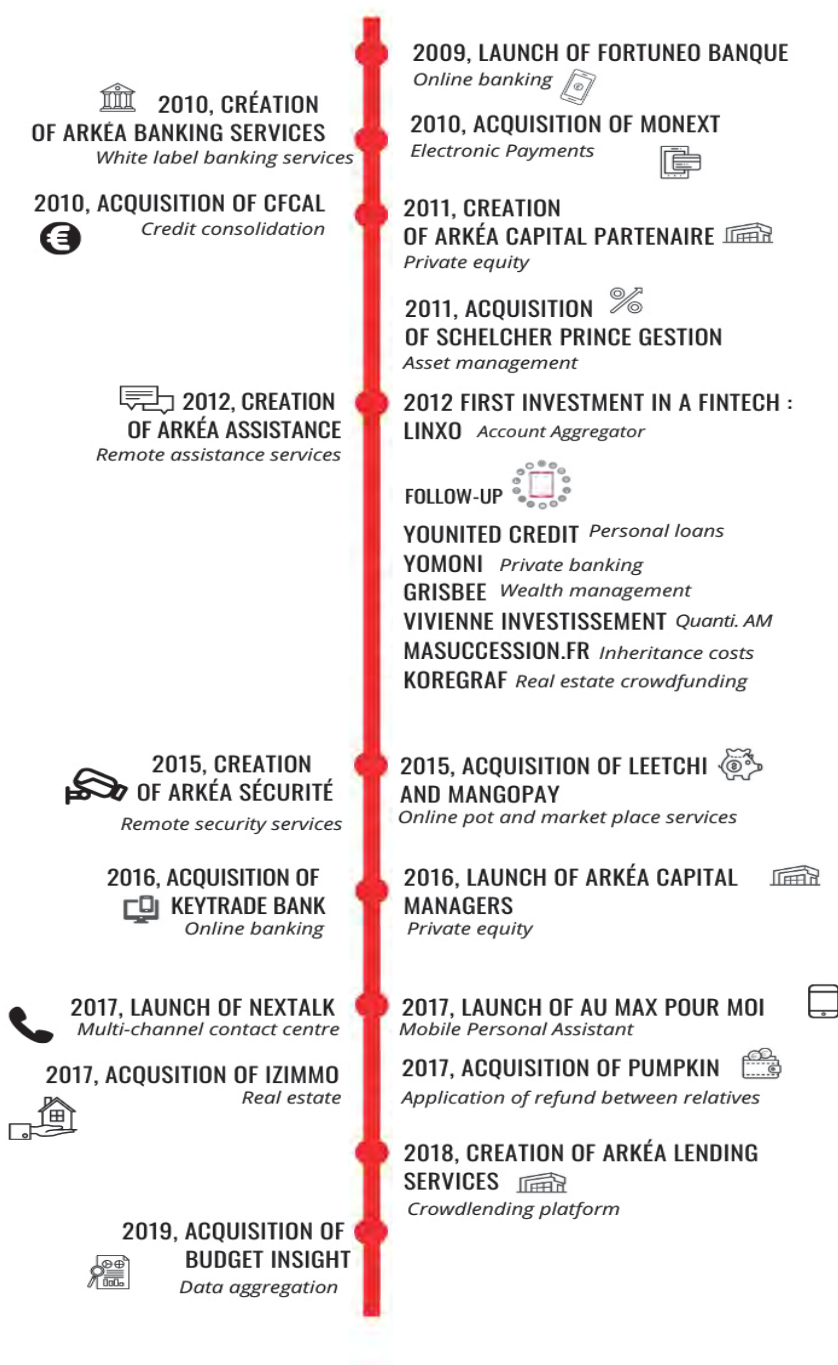 2009, LAUNCH OF FORTUNEO BANQUE
Online banking
2010, CRÉATION
OF ARKÉA BANKING SERVICES
White label banking services
2010, ACQUISITION OF MONEXT
Electronic Payments
2010, ACQUISITION OF CFCAL
Credit consolidation
2011, CREATION
OF ARKÉA CAPITAL PARTENAIRE
Private equity
2011, ACQUISITION
OF SCHELCHER PRINCE GESTION
Asset management
2012, CREATION
OF ARKÉA ASSISTANCE
Remote assistance services
2012 FIRST INVESTMENT IN A FINTECH :
LINXO Account Aggregator
FOLLOW-UP
YOUNITED CREDIT Personal loans
YOMONI Private banking
GRISBEE Wealth management
VIVIENNE INVESTISSEMENT Quanti. AM
MASUCCESSION.FR Inheritance costs
KOREGRAF Real estate crowdfunding
2015, CREATION
OF ARKÉA SÉCURITÉ
Remote security services
2015, ACQUISITION OF LEETCHI
AND MANGOPAY
Online pot and market place services
2016, ACQUISITION OF
KEYTRADE BANK
Online banking
2016, LAUNCH OF ARKÉA CAPITAL
MANAGERS
Private equity
2017, LAUNCH OF NEXTALK
Multi-channel contact centre
2017, LAUNCH OF AU MAX POUR MOI
Mobile Personal Assistant
2017, ACQUSITION OF IZIMMO
Real estate
2017, ACQUISITION OF PUMPKIN
Application of refund between relatives
2018, CREATION OF ARKÉA LENDING
SERVICES
Crowdlending platform
2019, ACQUISITION OF
BUDGET INSIGHT
Data aggregation